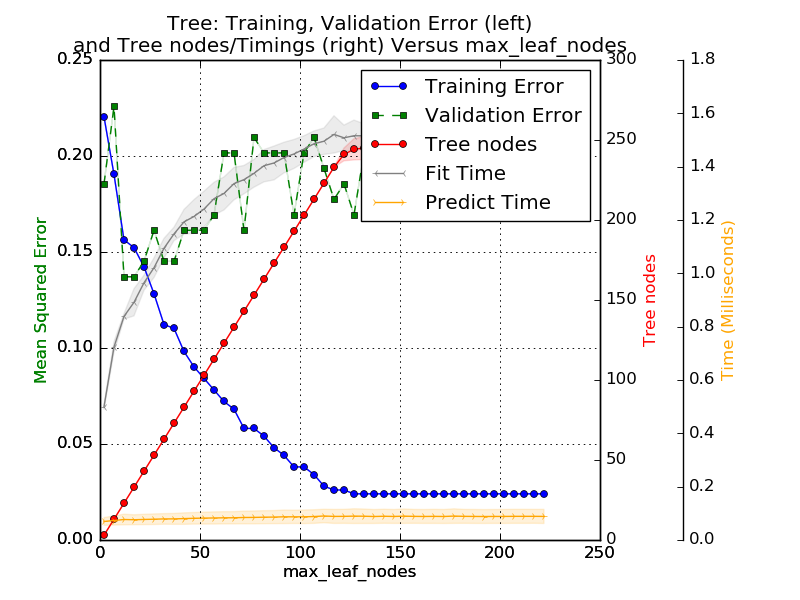 Tree: Training, Validation Error (left)
and Tree nodes/Timings (right) Versus max_leaf_nodes
Training Error
Validation Error
Tree nodes
Fit Time
Predict Time
Mean Squared Error
0.25
0.20
0.15
0.10
0.05
0.00
0 50 100 150 200 250
max_leaf_nodes
300
250
200
150
100
50
0
Tree nodes
1.8
1.6
1.4
1.2
1.0
0.8
0.6
0.4
0.2
0.0
Time (Milliseconds)